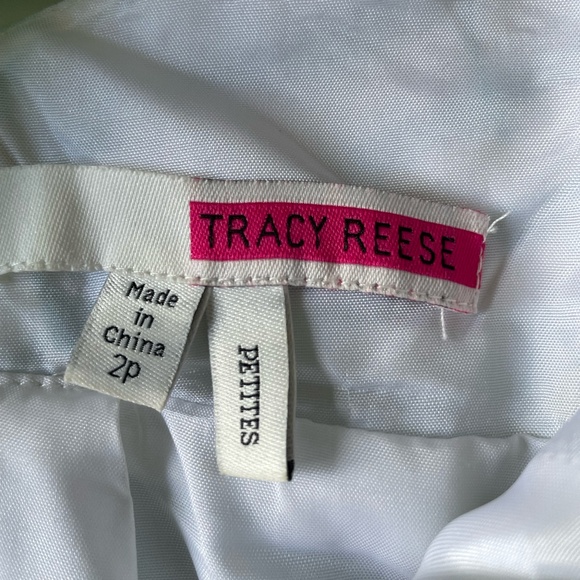 TRACY REESE
Made
in
China
2P
PETITES